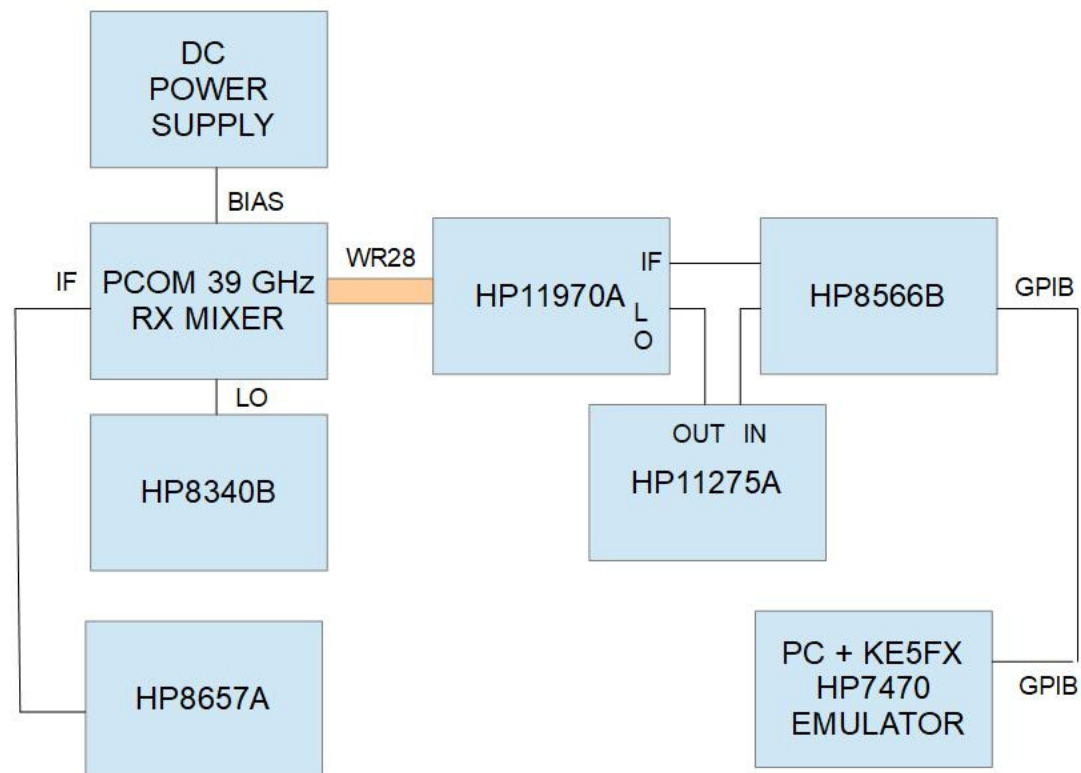 DC
POWER
SUPPLY
BIAS
IF
PCOM 39 GHz
RX MIXER
WR28
HP11970A
IF
L
O
HP8566B
GPIB
LO
HP8340B
OUT IN
HP11275A
HP8657A
PC + KE5FX
HP7470
EMULATOR
GPIB